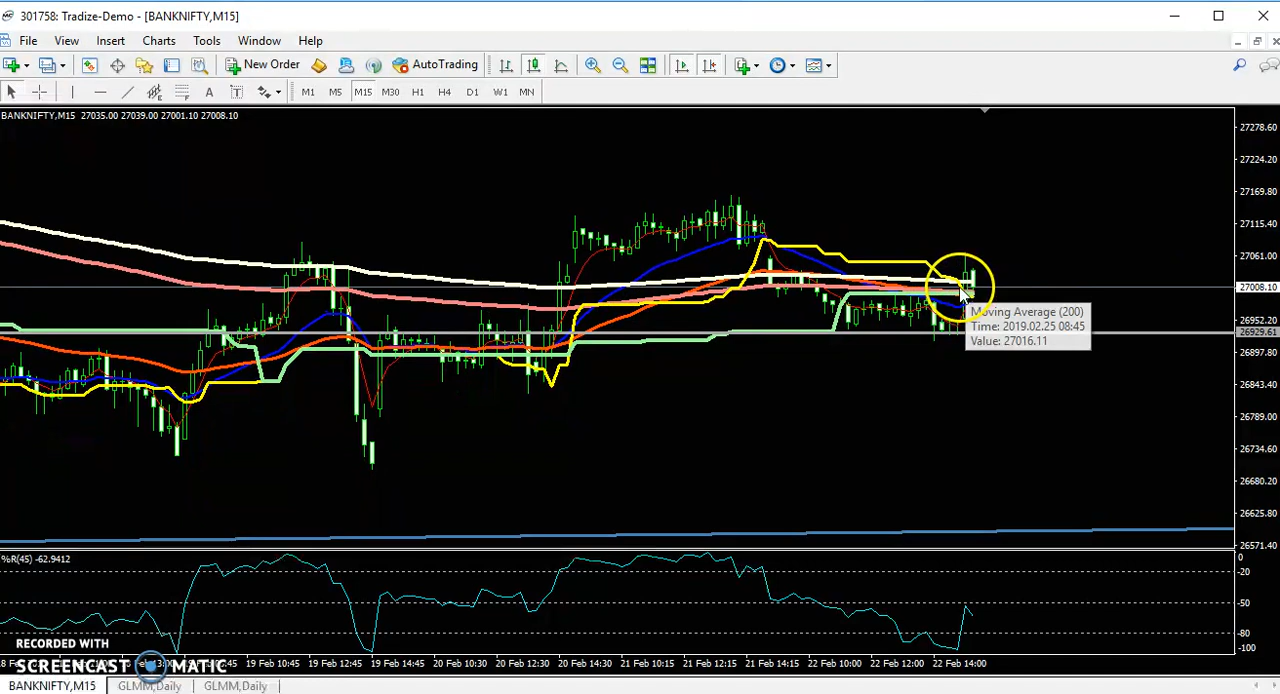 301758: Tradize-Demo - [BANKNIFTY,M15]
File View Insert Charts Tools Window Help
New Order AutoTrading
A T M1 M5 M15 M30 H1 H4 D1 W1 MN
BANKNIFTY,M15 27035.00 27039.00 27001.10 27008.10
27278.60
27224.20
27169.80
27115.40
27061.00
27008.10
26952.20
26929.61
26897.80
26843.40
26789.00
26734.60
26680.20
26625.80
26571.40
Moving Average (200)
Time: 2019.02.25 08:45
Value: 27016.11
%R(45) -62.9412
0
-20
-50
-80
-100
19 Feb 10:45 19 Feb 12:45 19 Feb 14:45 20 Feb 10:30 20 Feb 12:30 20 Feb 14:30 21 Feb 10:15 21 Feb 12:15 21 Feb 14:15 22 Feb 10:00 22 Feb 12:00 22 Feb 14:00
RECORDED WITH
SCREENCAST MATIC
BANKNIFTY,M15 GLMM,Daily GLMM,Daily